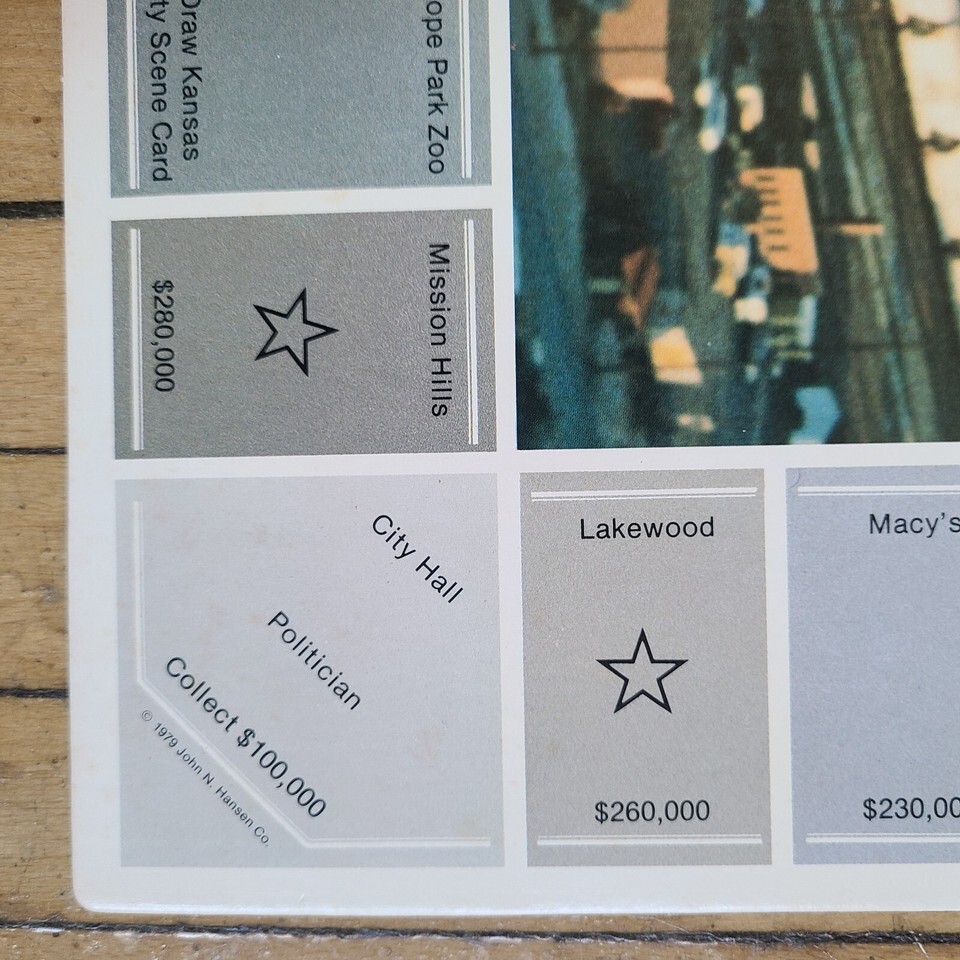 Draw Kansas
ty Scene Card
ope Park Zoo
Mission Hills
$280,000
City Hall
Politician
Collect $100,000
© 1979 John N. Hansen Co.
Lakewood
$260,000
Macy's
$230,00